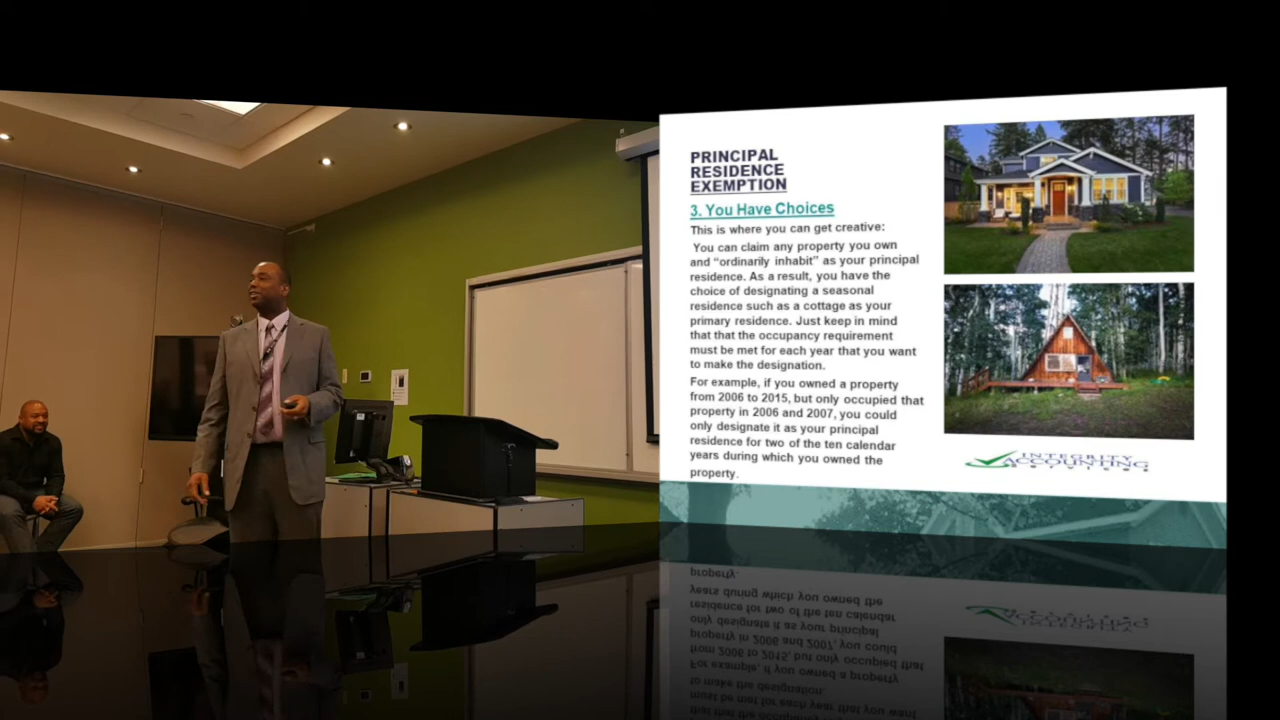 PRINCIPAL
RESIDENCE
EXEMPTION
3. You Have Choices
This is where you can get creative:
You can claim any property you own
and “ordinarily inhabit” as your principal
residence. As a result, you have the
choice of designating a seasonal
residence such as a cottage as your
primary residence. Just keep in mind
that that the occupancy requirement
must be met for each year that you want
to make the designation.
For example, if you owned a property
from 2006 to 2015, but only occupied that
property in 2006 and 2007, you could
only designate it as your principal
residence for two of the ten calendar
years during which you owned the
property.
INTEGRITY
ACCOUNTING